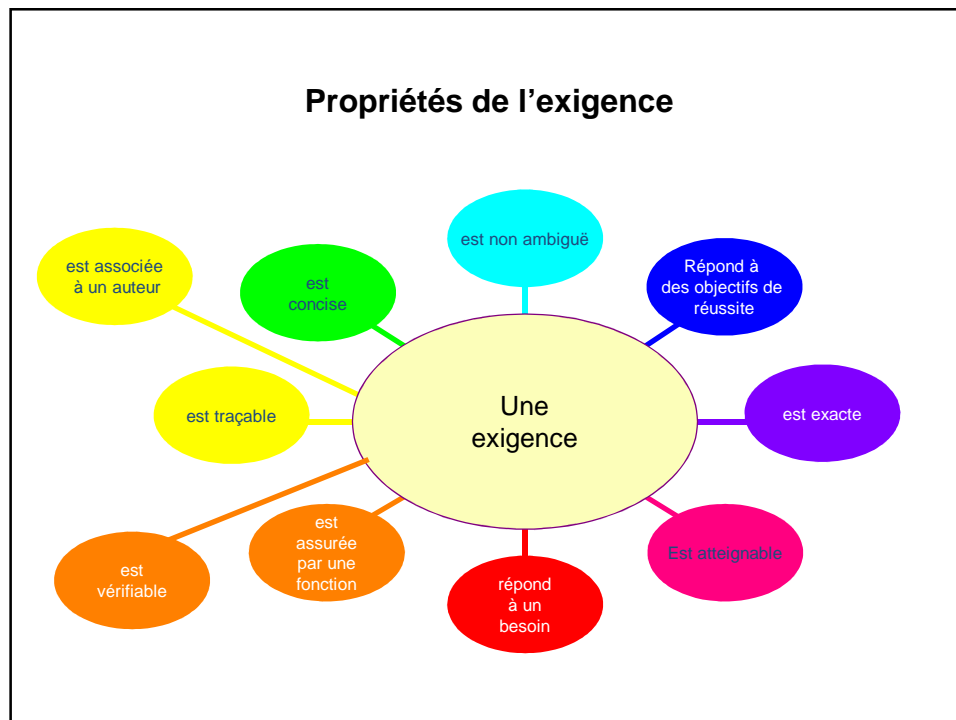 Propriétés de l'exigence
est non ambiguë
est associée
à un auteur
est
concise
Répond à
des objectifs de
réussite
est traçable
Une
exigence
est exacte
est
vérifiable
est
assurée
par une
fonction
répond
à un
besoin
Est atteignable